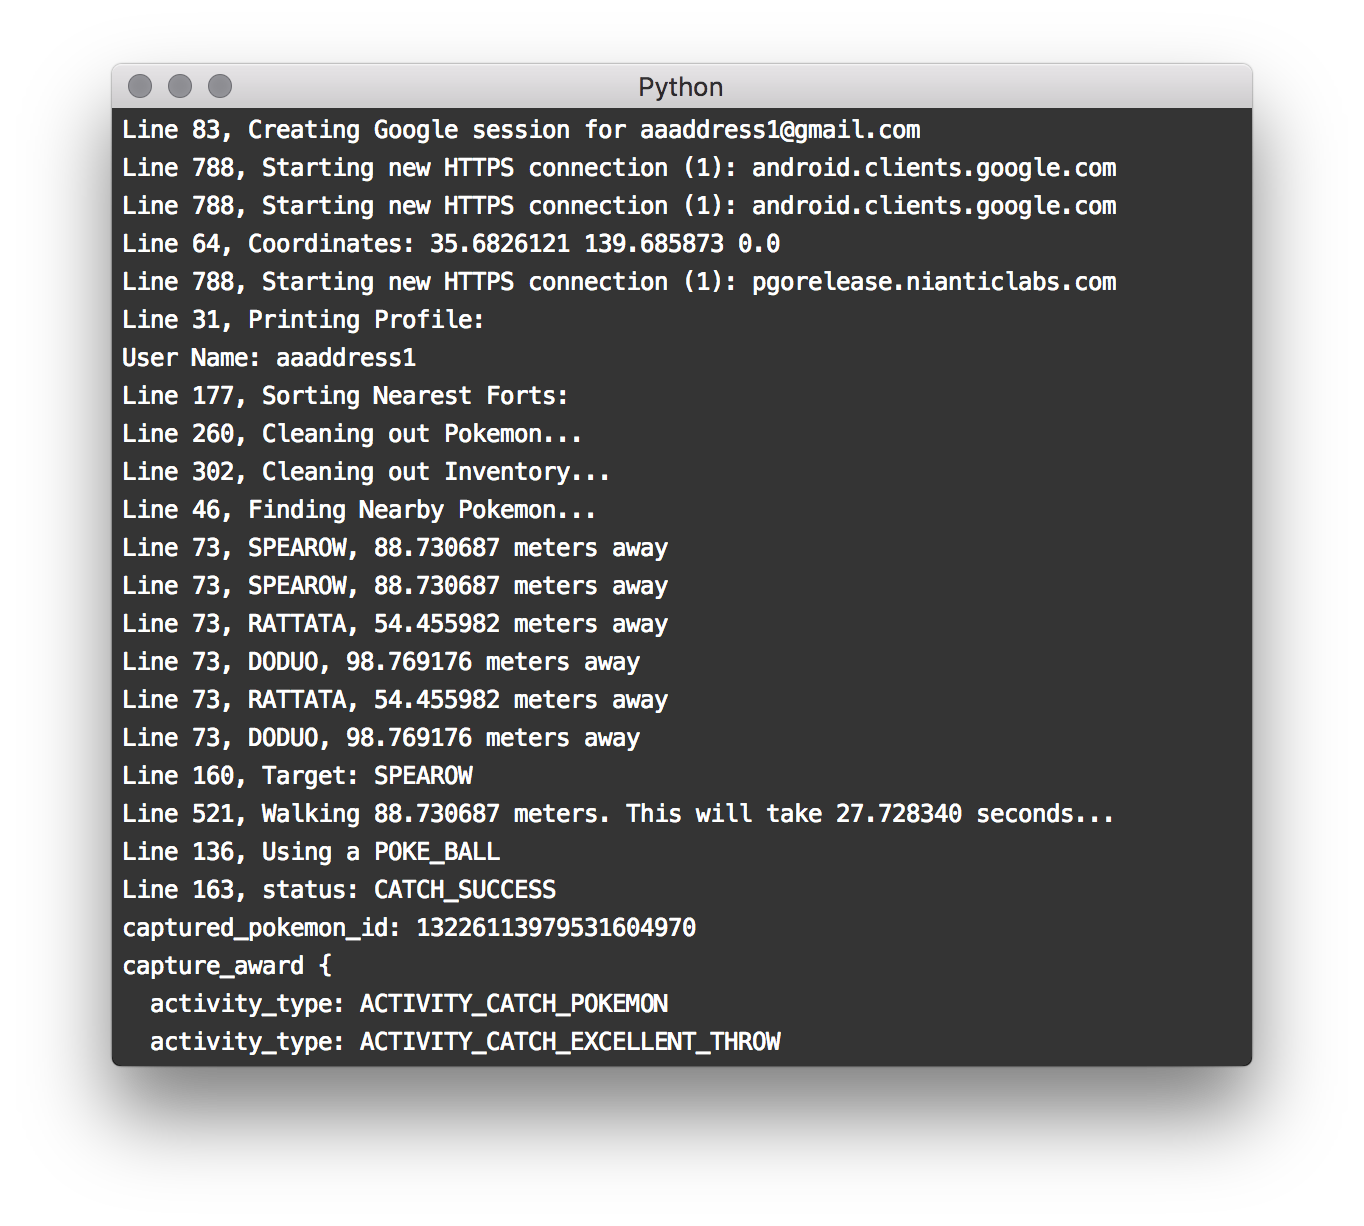 Python
Line 83, Creating Google session for aaaddress1@gmail.com
Line 788, Starting new HTTPS connection (1): android.clients.google.com
Line 788, Starting new HTTPS connection (1): android.clients.google.com
Line 64, Coordinates: 35.6826121 139.685873 0.0
Line 788, Starting new HTTPS connection (1): pgorelease.nianticlabs.com
Line 31, Printing Profile:
User Name: aaaddress1
Line 177, Sorting Nearest Forts:
Line 260, Cleaning out Pokemon...
Line 302, Cleaning out Inventory...
Line 46, Finding Nearby Pokemon...
Line 73, SPEAROW, 88.730687 meters away
Line 73, SPEAROW, 88.730687 meters away
Line 73, RATTATA, 54.455982 meters away
Line 73, DODUO, 98.769176 meters away
Line 73, RATTATA, 54.455982 meters away
Line 73, DODUO, 98.769176 meters away
Line 160, Target: SPEAROW
Line 521, Walking 88.730687 meters. This will take 27.728340 seconds...
Line 136, Using a POKE_BALL
Line 163, status: CATCH_SUCCESS
captured_pokemon_id: 13226113979531604970
capture_award {
  activity_type: ACTIVITY_CATCH_POKEMON
  activity_type: ACTIVITY_CATCH_EXCELLENT_THROW